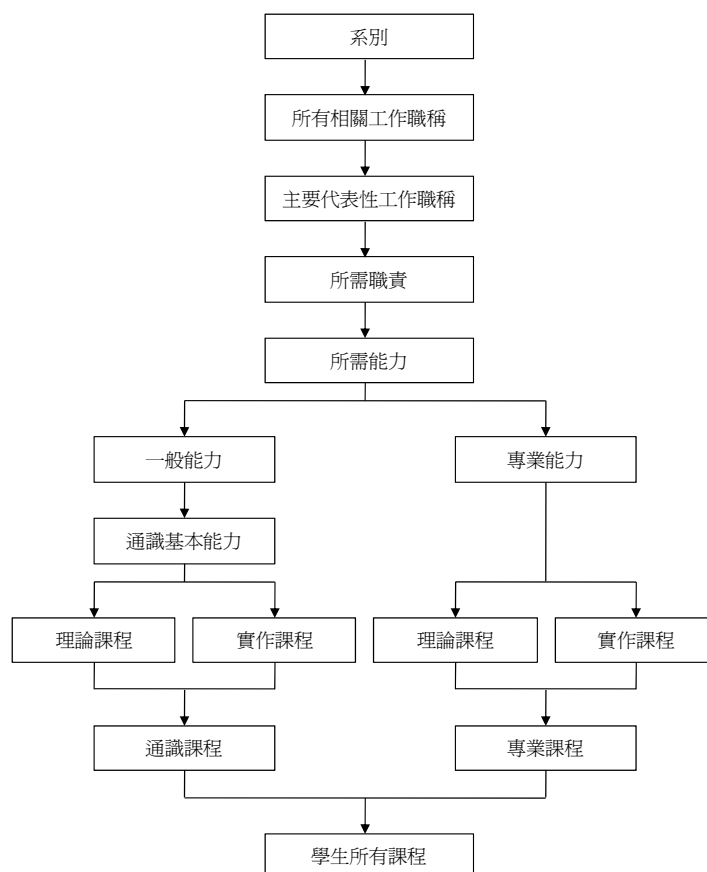 系別
所有相關工作職稱
主要代表性工作職稱
所需職責
所需能力
一般能力
專業能力
通識基本能力
理論課程
實作課程
理論課程
實作課程
通識課程
專業課程
學生所有課程